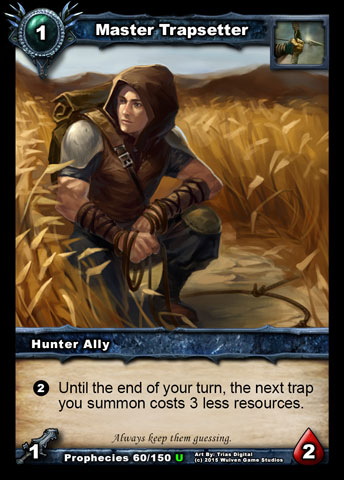 1
Master Trapsetter
Hunter Ally
2 Until the end of your turn, the next trap
you summon costs 3 less resources.
Always keep them guessing.
1
Prophecies 60/150 U
Art By: Trias Digital
(c) 2015 Wulven Game Studios
2